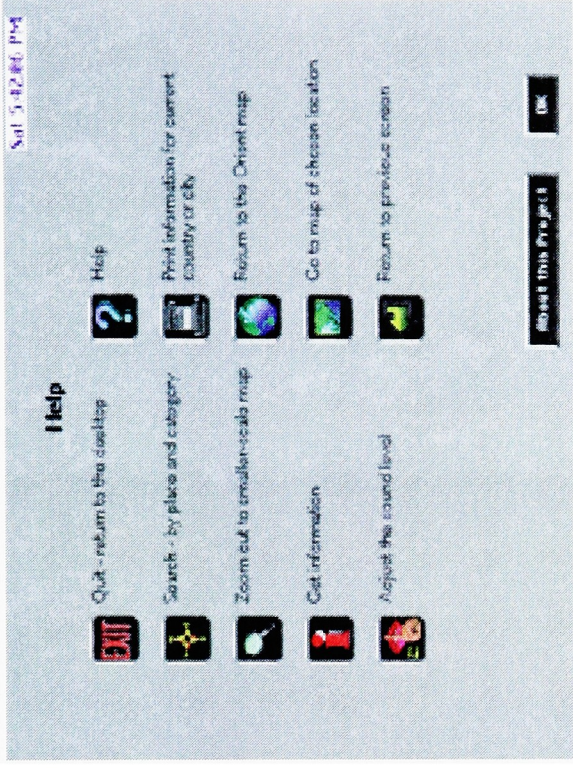 Sat 5:42:06 PM
Help
EXIT
Quit - return to the desktop
Search - by place and category
Zoom out to smaller-scale map
Get information
Adjust the sound level
?
Help
Print information for current
country or city
Return to the Orient map
Go to map of chosen location
Return to previous screen
About this Project
OK